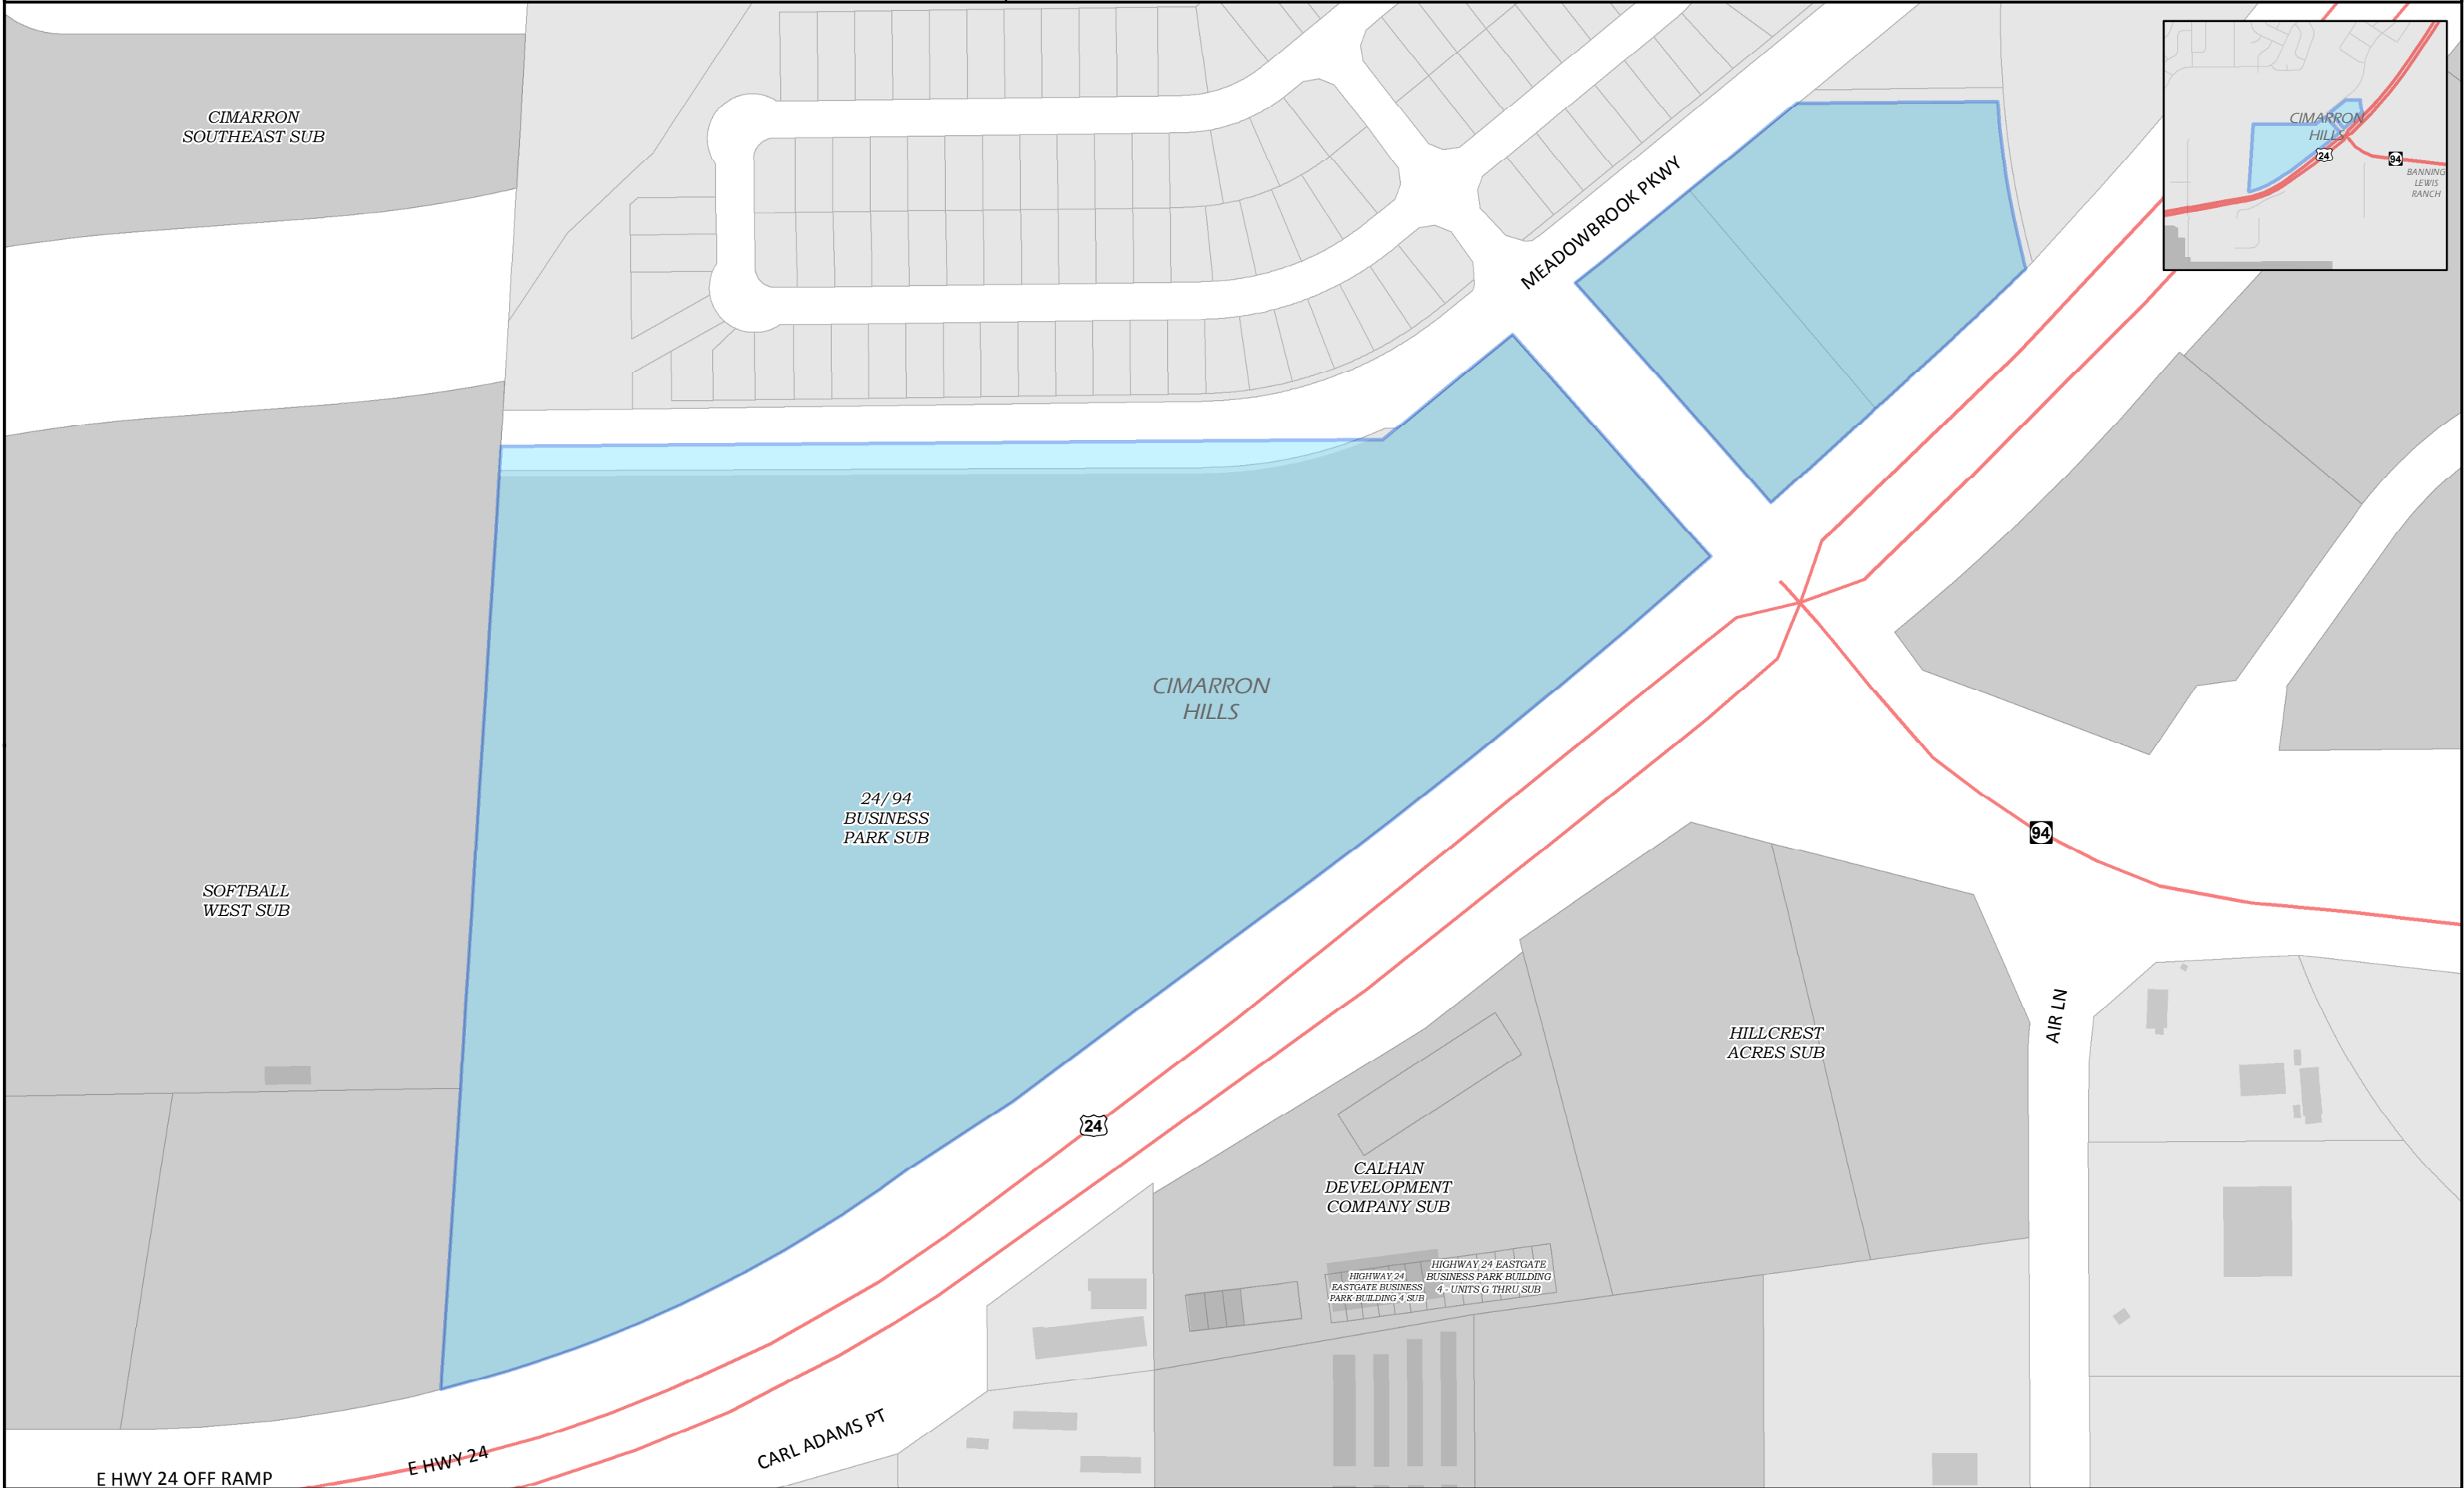 CIMARRON
SOUTHEAST SUB
MEADOWBROOK PKWY
CIMARRON
HILLS
24
94
BANNING
LEWIS
RANCH
CIMARRON
HILLS
24/94
BUSINESS
PARK SUB
94
SOFTBALL
WEST SUB
AIR LN
HILLCREST
ACRES SUB
24
CALHAN
DEVELOPMENT
COMPANY SUB
HIGHWAY 24
EASTGATE BUSINESS
PARK BUILDING 4 SUB
HIGHWAY 24 EASTGATE
BUSINESS PARK BUILDING
4 - UNITS G THRU SUB
CARL ADAMS PT
E HWY 24
E HWY 24 OFF RAMP